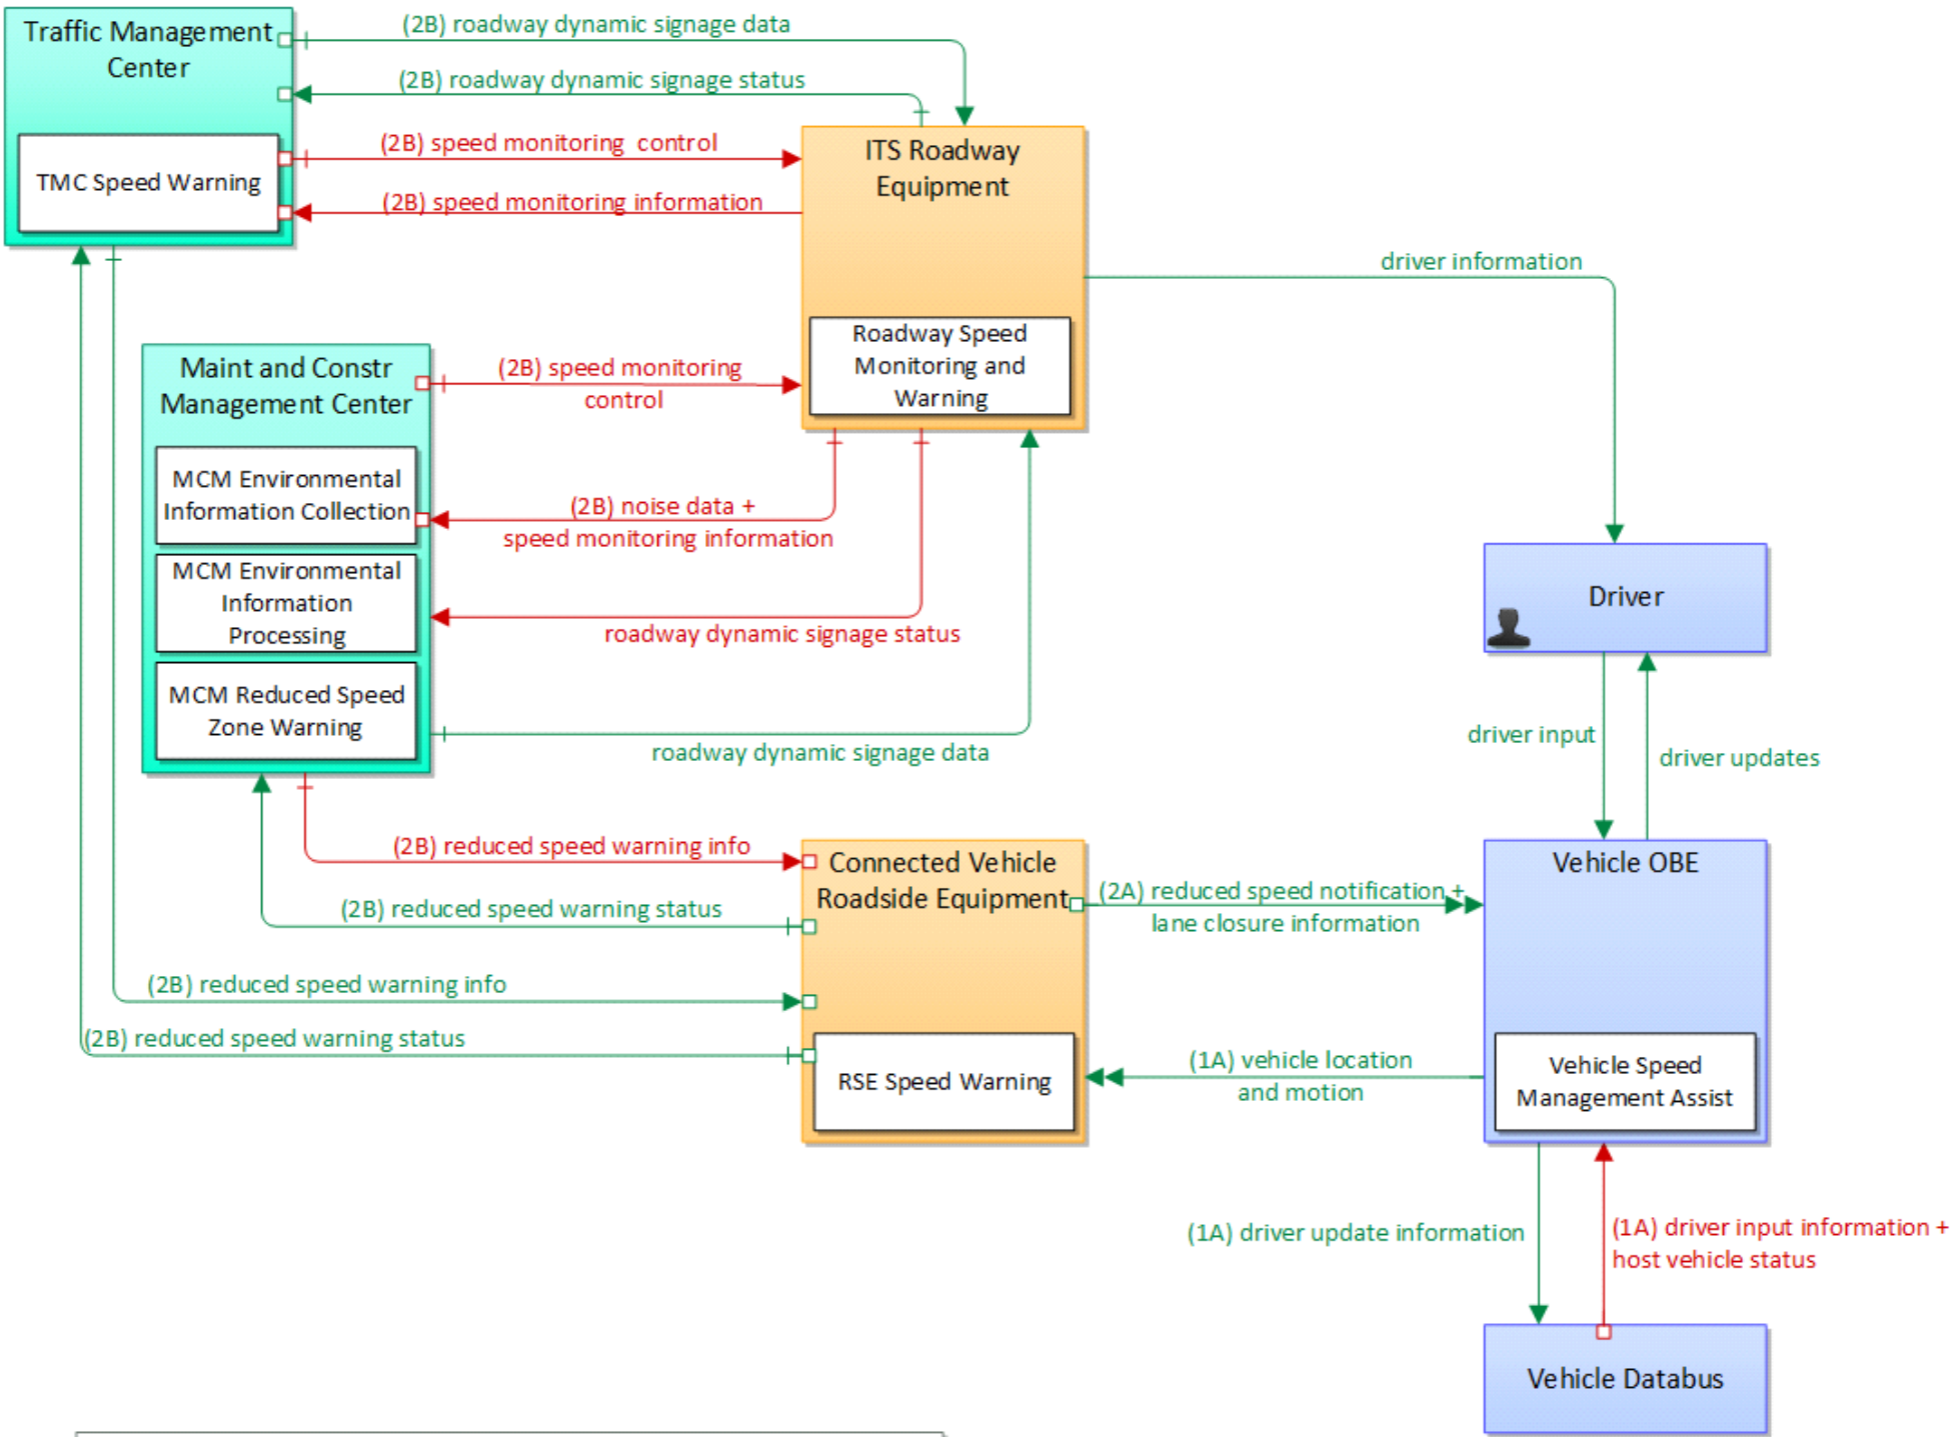 Traffic Management
Center
TMC Speed Warning
(2B) roadway dynamic signage data
(2B) roadway dynamic signage status
(2B) speed monitoring  control
(2B) speed monitoring information
ITS Roadway
Equipment
Roadway Speed
Monitoring and
Warning
driver information
Maint and Constr
Management Center
MCM Environmental
Information Collection
MCM Environmental
Information
Processing
MCM Reduced Speed
Zone Warning
(2B) speed monitoring
control
(2B) noise data +
speed monitoring information
roadway dynamic signage status
roadway dynamic signage data
Driver
driver input
driver updates
(2B) reduced speed warning info
(2B) reduced speed warning status
(2B) reduced speed warning info
(2B) reduced speed warning status
Connected Vehicle
Roadside Equipment
RSE Speed Warning
(2A) reduced speed notification +
lane closure information
(1A) vehicle location
and motion
Vehicle OBE
Vehicle Speed
Management Assist
(1A) driver update information
(1A) driver input information +
host vehicle status
Vehicle Databus